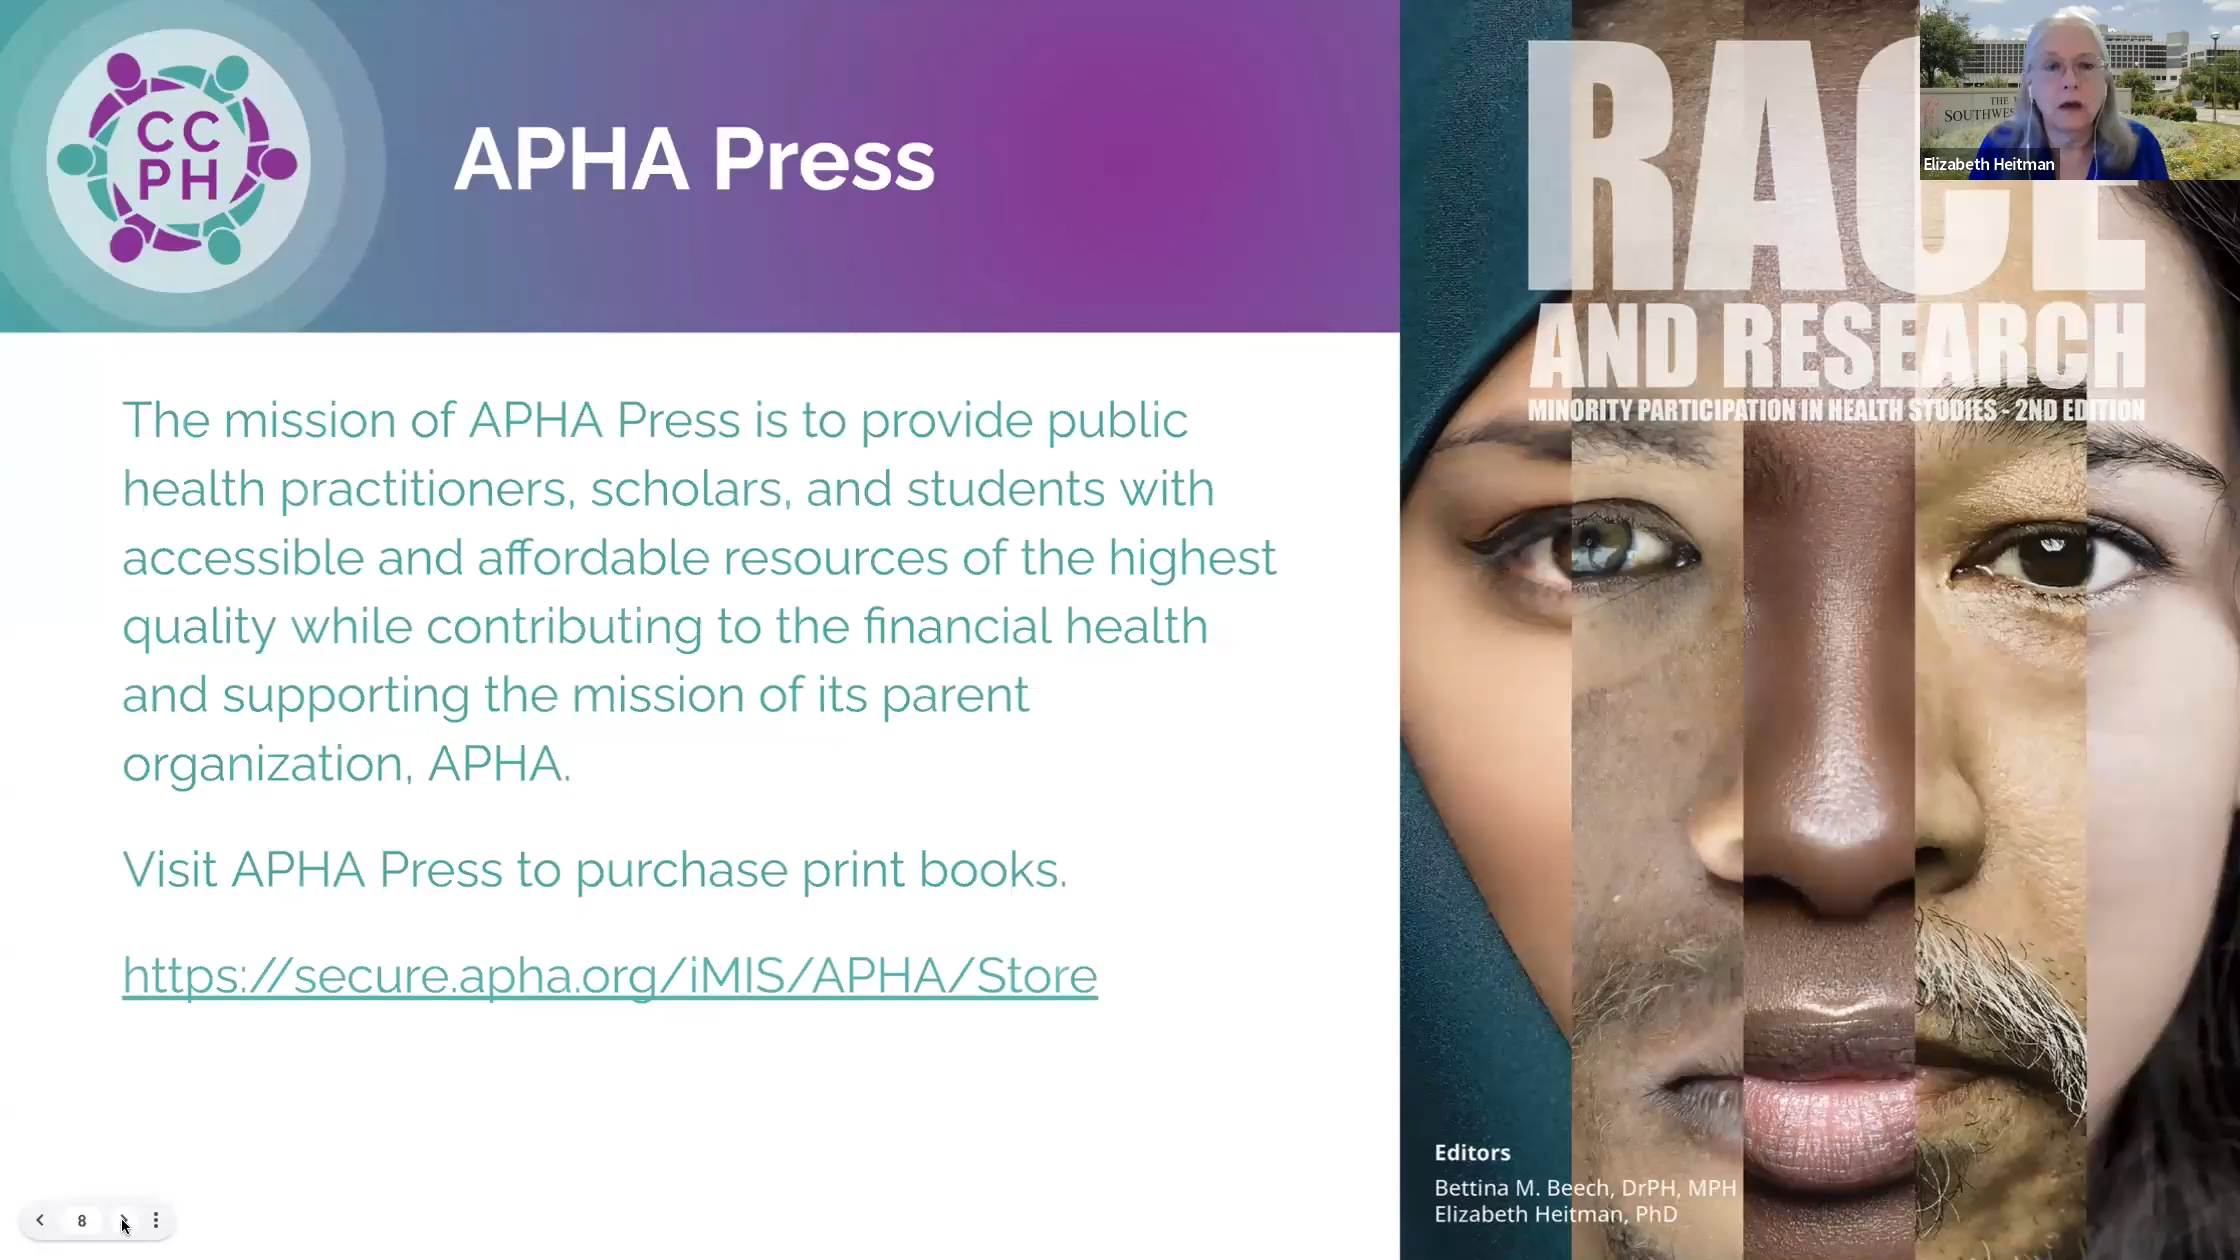 CC
PH
APHA Press
The mission of APHA Press is to provide public
health practitioners, scholars, and students with
accessible and affordable resources of the highest
quality while contributing to the financial health
and supporting the mission of its parent
organization, APHA.
Visit APHA Press to purchase print books.
https://secure.apha.org/iMIS/APHA/Store
8
RACE
AND RESEARCH
MINORITY PARTICIPATION IN HEALTH STUDIES - 2ND EDITION
Editors
Bettina M. Beech, DrPH, MPH
Elizabeth Heitman, PhD
THE
Elizabeth Heitman